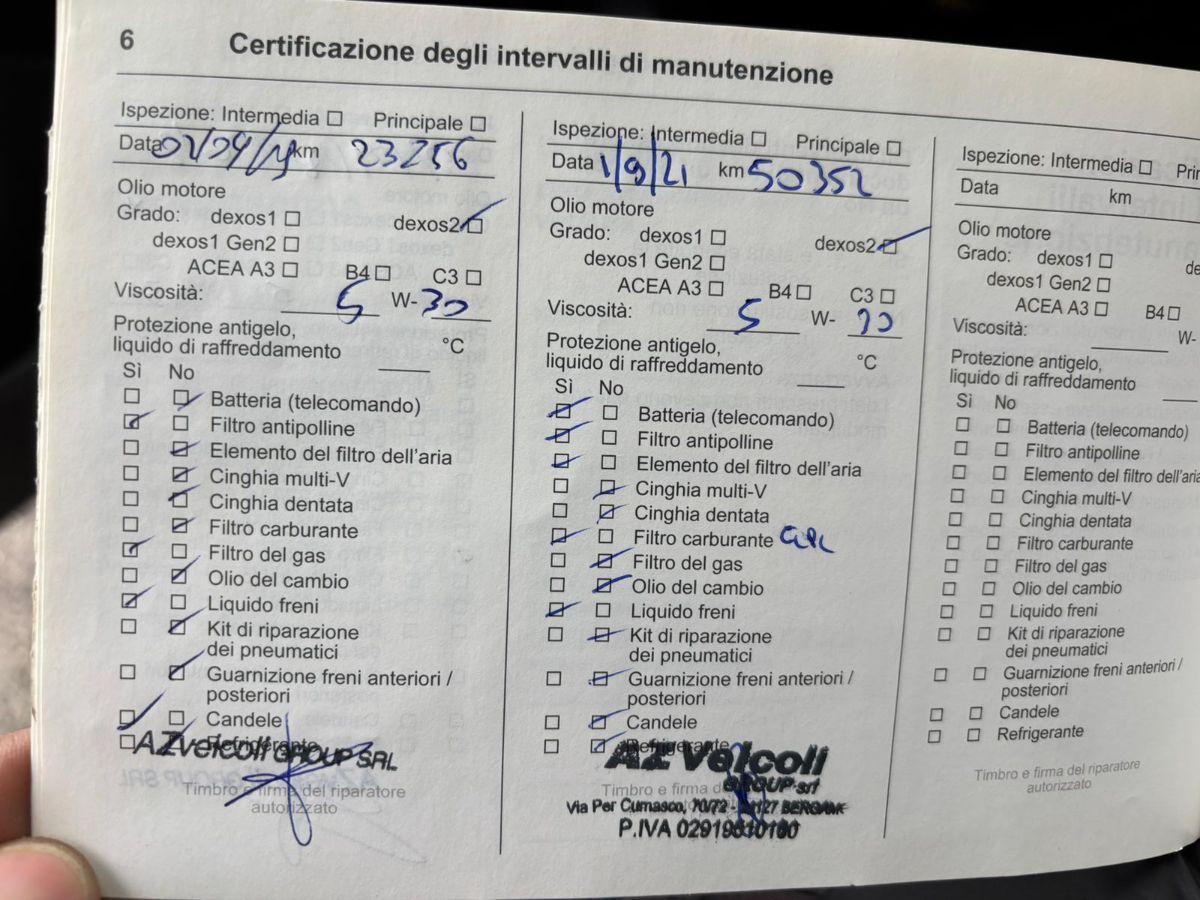 6
Certificazione degli intervalli di manutenzione
Ispezione: Intermedia Principale
Data km 23256
Olio motore
Grado: dexos1 dexos2
dexos1 Gen2
ACEA A3 B4 C3
Viscosità: 5 W-30
Protezione antigelo,
liquido di raffreddamento °C
Sì No
Batteria (telecomando)
Filtro antipolline
Elemento del filtro dell'aria
Cinghia multi-V
Cinghia dentata
Filtro carburante
Filtro del gas
Olio del cambio
Liquido freni
Kit di riparazione
dei pneumatici
Guarnizione freni anteriori /
posteriori
Candele
Refrigerante
AZveicoli GROUP SRL
Timbro e firma del riparatore
autorizzato
Ispezione: Intermedia Principale
Data 1/9/21 km 50352
Olio motore
Grado: dexos1 dexos2
dexos1 Gen2
ACEA A3 B4 C3
Viscosità: 5 W- 30
Protezione antigelo,
liquido di raffreddamento °C
Sì No
Batteria (telecomando)
Filtro antipolline
Elemento del filtro dell'aria
Cinghia multi-V
Cinghia dentata
Filtro carburante GPL
Filtro del gas
Olio del cambio
Liquido freni
Kit di riparazione
dei pneumatici
Guarnizione freni anteriori /
posteriori
Candele
Refrigerante
AZ Veicoli
GROUP srl
Timbro e firma
Via Per Curnasco,
P.IVA
Ispezione: Intermedia
Data km
Olio motore
Grado: dexos1
dexos1 Gen2
ACEA A3 B4
Viscosità: W-
Protezione antigelo,
liquido di raffreddamento
Sì No
Batteria (telecomando)
Filtro antipolline
Elemento del filtro dell'aria
Cinghia multi-V
Cinghia dentata
Filtro carburante
Filtro del gas
Olio del cambio
Liquido freni
Kit di riparazione
dei pneumatici
Guarnizione freni anteriori /
posteriori
Candele
Refrigerante
Timbro e firma del riparatore
autorizzato